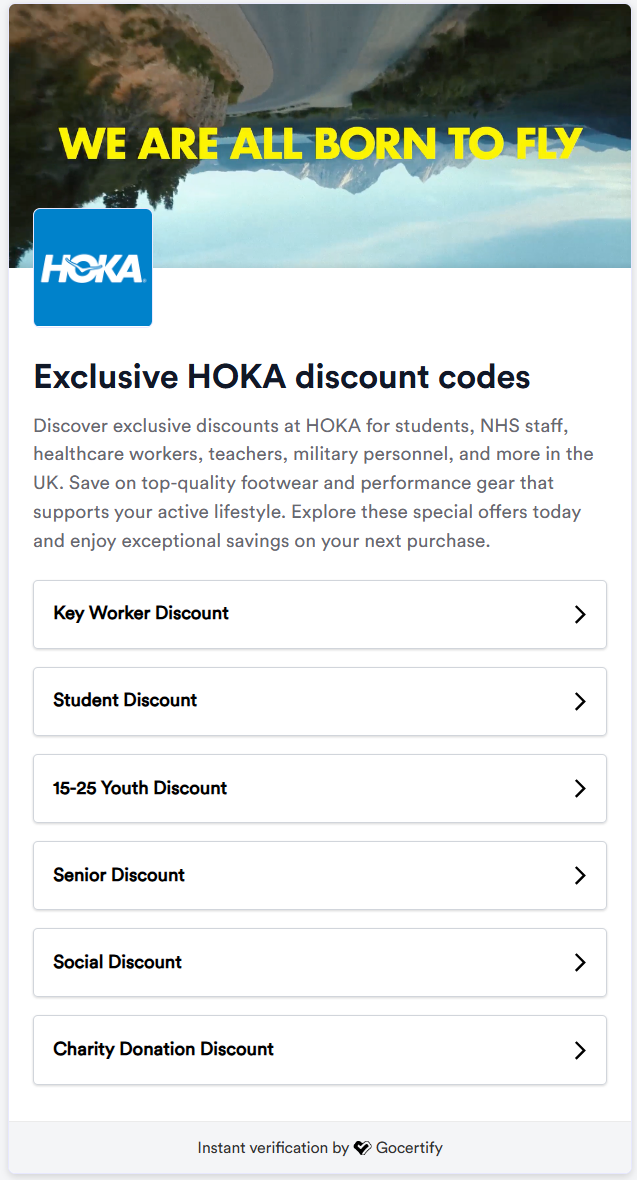 WE ARE ALL BORN TO FLY
HOKA
Exclusive HOKA discount codes
Discover exclusive discounts at HOKA for students, NHS staff,
healthcare workers, teachers, military personnel, and more in the
UK. Save on top-quality footwear and performance gear that
supports your active lifestyle. Explore these special offers today
and enjoy exceptional savings on your next purchase.
Key Worker Discount
Student Discount
15-25 Youth Discount
Senior Discount
Social Discount
Charity Donation Discount
Instant verification by Gocertify